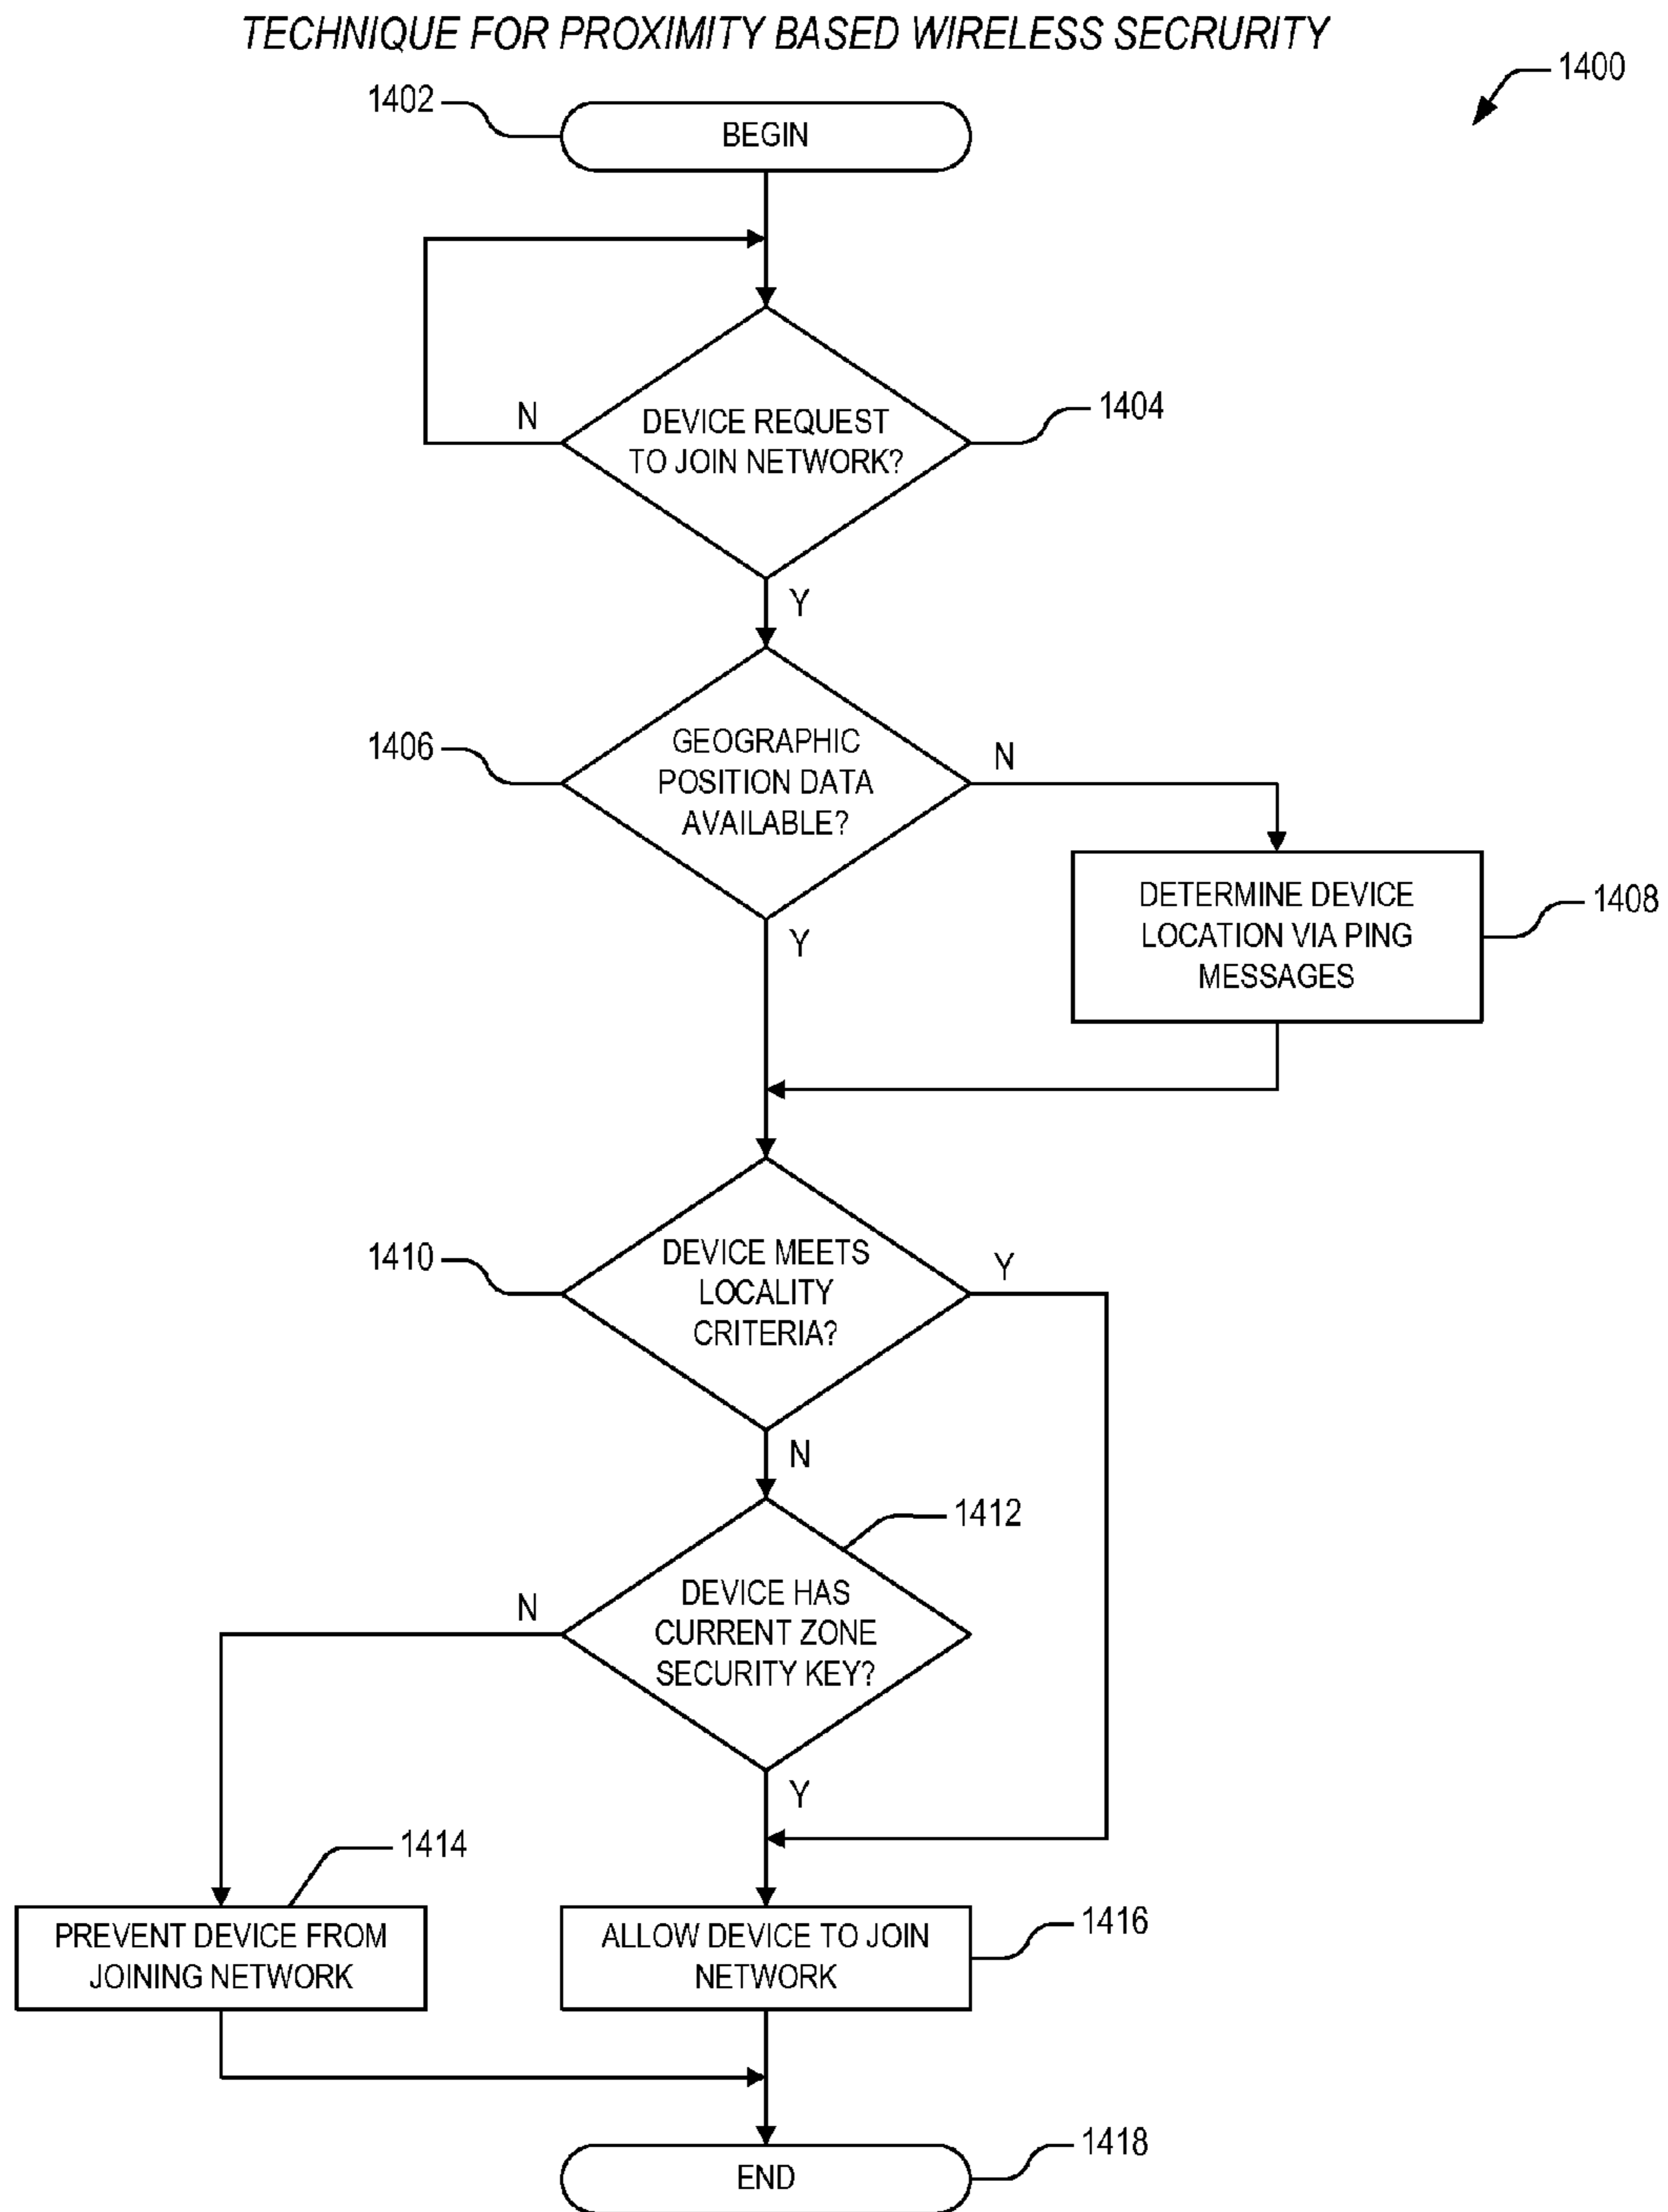 TECHNIQUE FOR PROXIMITY BASED WIRELESS SECRURITY
1400
1402
BEGIN
N
DEVICE REQUEST
TO JOIN NETWORK?
1404
Y
1406
GEOGRAPHIC
POSITION DATA
AVAILABLE?
N
Y
DETERMINE DEVICE
LOCATION VIA PING
MESSAGES
1408
1410
DEVICE MEETS
LOCALITY
CRITERIA?
Y
N
1412
N
DEVICE HAS
CURRENT ZONE
SECURITY KEY?
Y
1414
PREVENT DEVICE FROM
JOINING NETWORK
ALLOW DEVICE TO JOIN
NETWORK
1416
END
1418